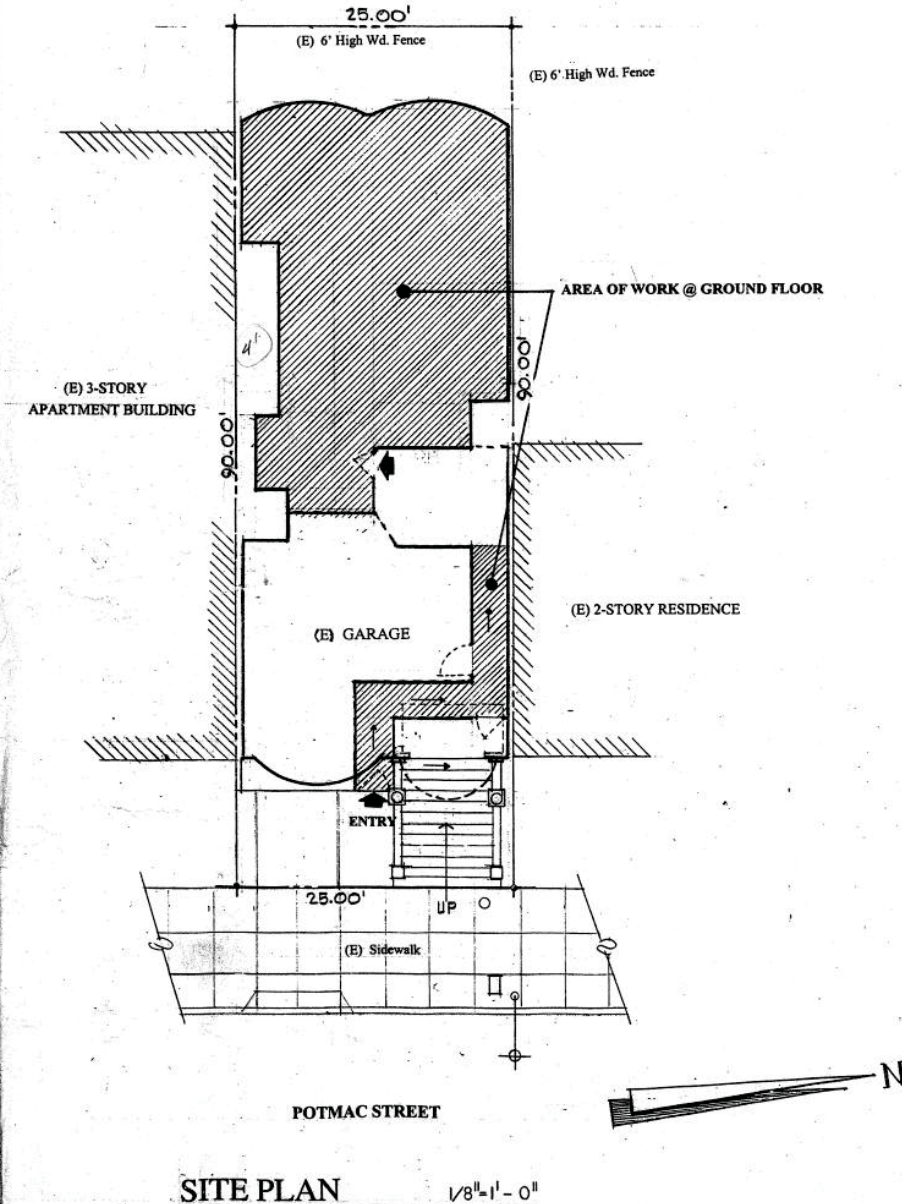 25.00'
(E) 6' High Wd. Fence
(E) 6' High Wd. Fence
AREA OF WORK @ GROUND FLOOR
4'
90.00'
(E) 3-STORY
APARTMENT BUILDING
90.00'
(E) GARAGE
(E) 2-STORY RESIDENCE
ENTRY
25.00'
UP
(E) Sidewalk
N
POTMAC STREET
SITE PLAN
1/8"=1'-0"